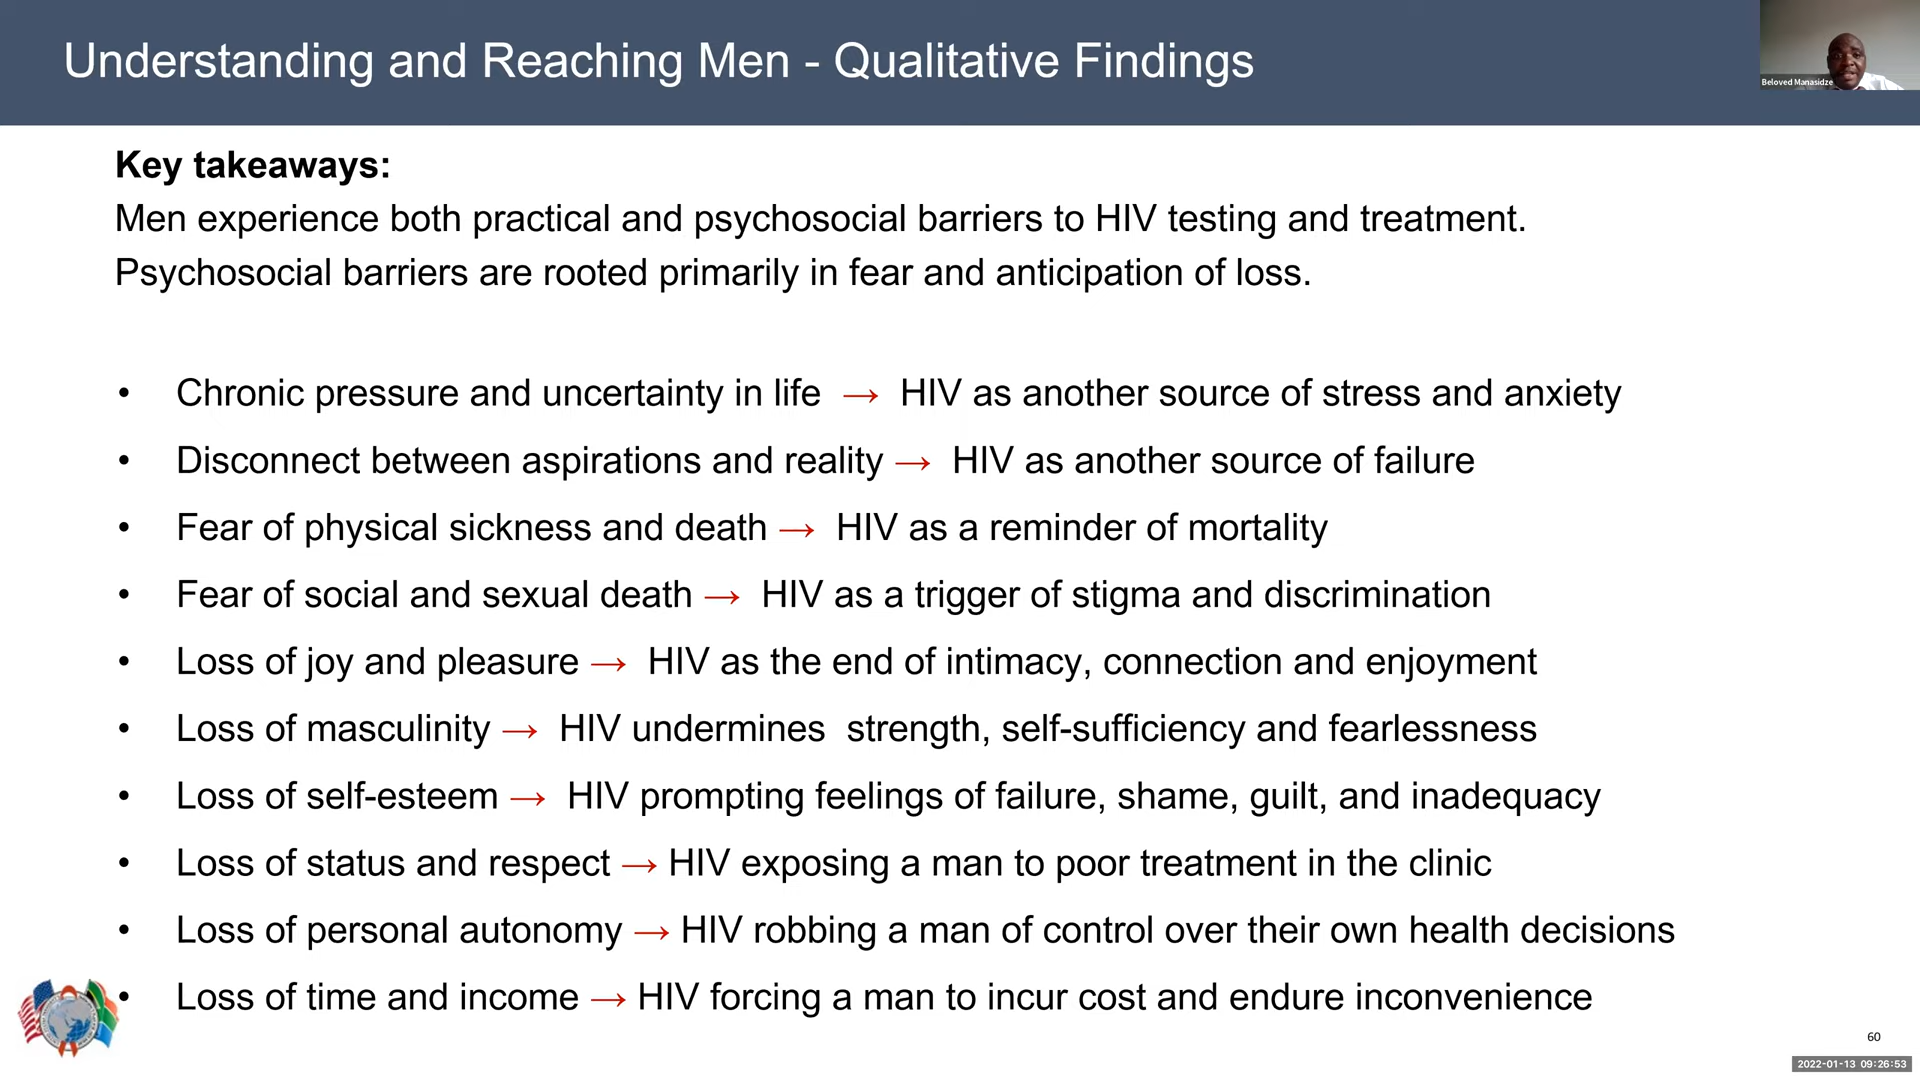 Understanding and Reaching Men - Qualitative Findings
Beloved Manasidze
Key takeaways:
Men experience both practical and psychosocial barriers to HIV testing and treatment.
Psychosocial barriers are rooted primarily in fear and anticipation of loss.
• Chronic pressure and uncertainty in life → HIV as another source of stress and anxiety
• Disconnect between aspirations and reality → HIV as another source of failure
• Fear of physical sickness and death → HIV as a reminder of mortality
• Fear of social and sexual death → HIV as a trigger of stigma and discrimination
• Loss of joy and pleasure → HIV as the end of intimacy, connection and enjoyment
• Loss of masculinity → HIV undermines  strength, self-sufficiency and fearlessness
• Loss of self-esteem → HIV prompting feelings of failure, shame, guilt, and inadequacy
• Loss of status and respect → HIV exposing a man to poor treatment in the clinic
• Loss of personal autonomy → HIV robbing a man of control over their own health decisions
• Loss of time and income → HIV forcing a man to incur cost and endure inconvenience
60
2022-01-13 09:26:53